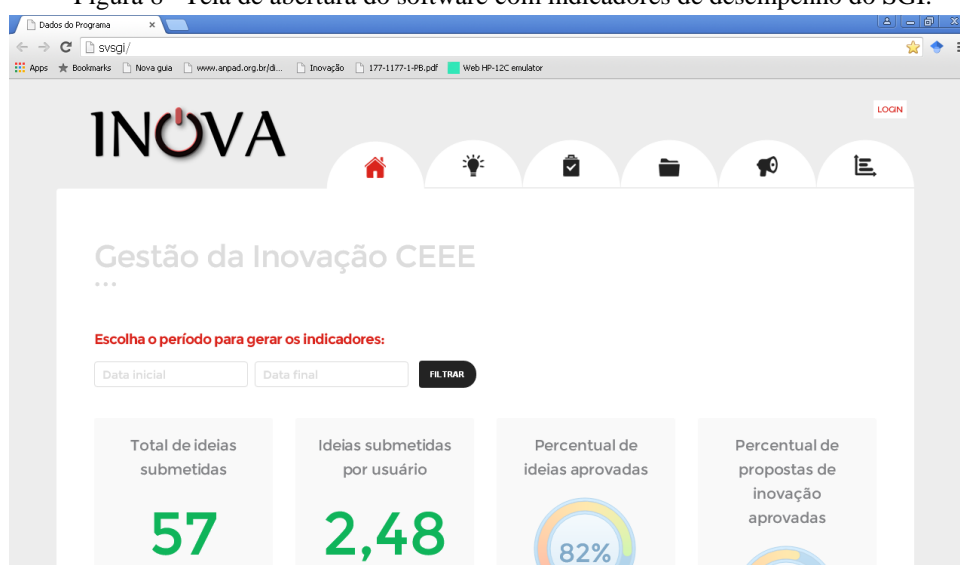 Figura 8 - Tela de abertura do software com indicadores de desempenho do SGI.
Dados do Programa
svsgi/
Apps Bookmarks Nova guia www.anpad.org.br/di... Inovação 177-1177-1-PB.pdf Web HP-12C emulator
LOGIN
INOVA
Gestão da Inovação CEEE
...
Escolha o período para gerar os indicadores:
Data inicial Data final FILTRAR
Total de ideias
submetidas
57
Ideias submetidas
por usuário
2,48
Percentual de
ideias aprovadas
82%
Percentual de
propostas de
inovação
aprovadas